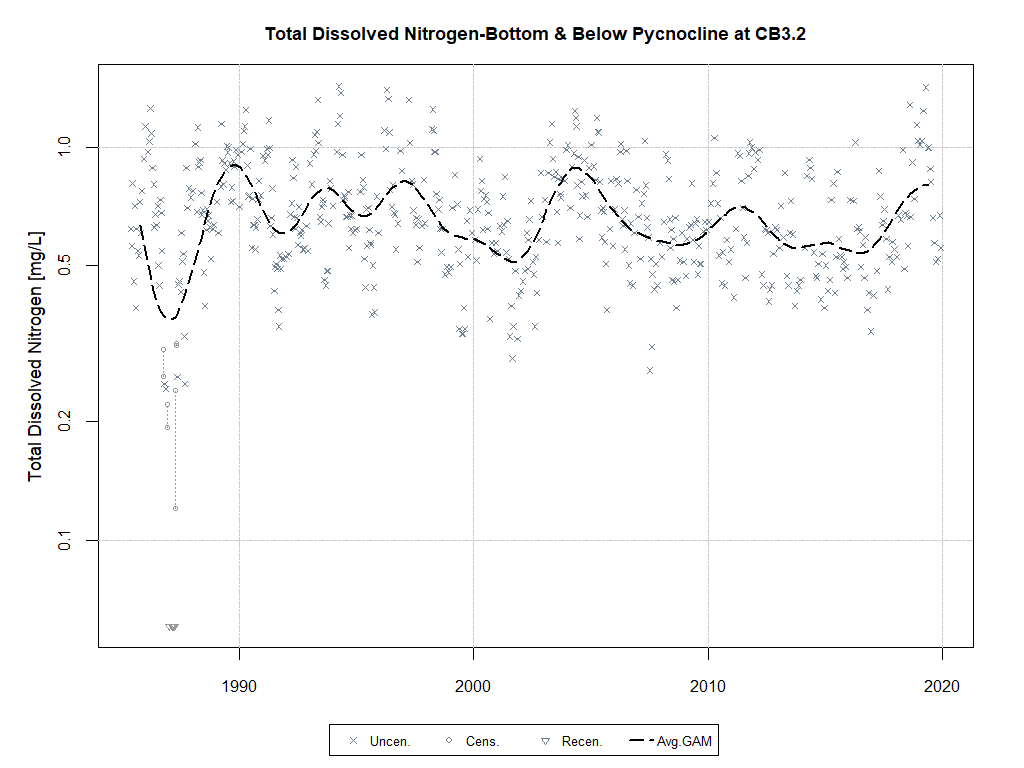 Total Dissolved Nitrogen-Bottom & Below Pycnocline at CB3.2
Total Dissolved Nitrogen [mg/L]
1.0
0.5
0.2
0.1
1990 2000 2010 2020
Uncen. Cens. Recen. Avg.GAM